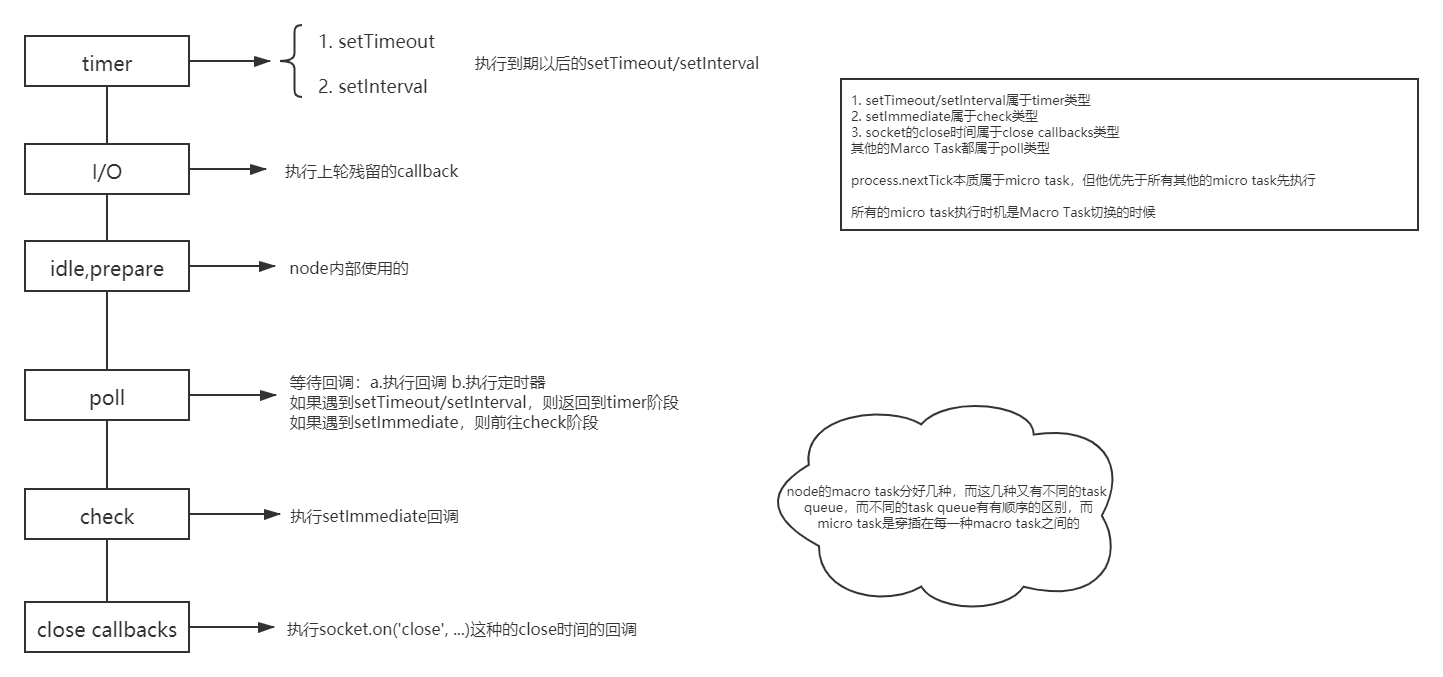 timer
1. setTimeout
2. setInterval
执行到期以后的setTimeout/setInterval
1. setTimeout/setInterval属于timer类型
2. setImmediate属于check类型
3. socket的close时间属于close callbacks类型
其他的Marco Task都属于poll类型
process.nextTick本质属于micro task，但他优先于所有其他的micro task先执行
所有的micro task执行时机是Macro Task切换的时候
I/O
执行上轮残留的callback
idle,prepare
node内部使用的
poll
等待回调：a.执行回调 b.执行定时器
如果遇到setTimeout/setInterval，则返回到timer阶段
如果遇到setImmediate，则前往check阶段
node的macro task分好几种，而这几种又有不同的task
queue，而不同的task queue有有顺序的区别，而
micro task是穿插在每一种macro task之间的
check
执行setImmediate回调
close callbacks
执行socket.on('close', ...)这种的close时间的回调